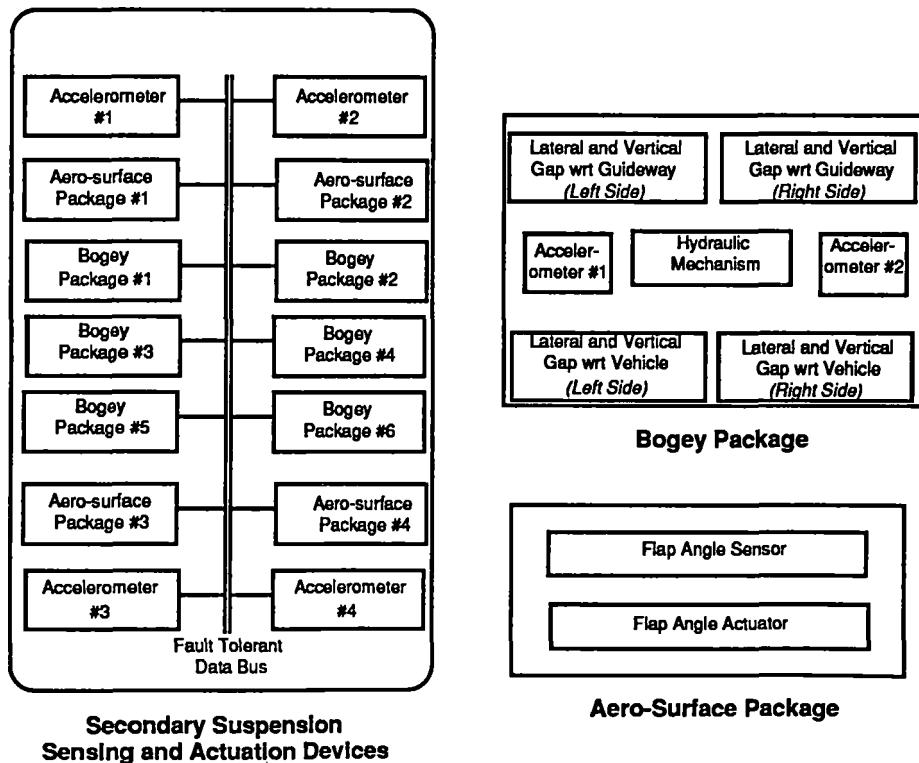 Accelerometer
#1
Accelerometer
#2
Aero-surface
Package #1
Aero-surface
Package #2
Bogey
Package #1
Bogey
Package #2
Bogey
Package #3
Bogey
Package #4
Bogey
Package #5
Bogey
Package #6
Aero-surface
Package #3
Aero-surface
Package #4
Accelerometer
#3
Accelerometer
#4
Fault Tolerant
Data Bus
Secondary Suspension
Sensing and Actuation Devices
Lateral and Vertical
Gap wrt Guideway
(Left Side)
Lateral and Vertical
Gap wrt Guideway
(Right Side)
Acceler-
ometer #1
Hydraulic
Mechanism
Acceler-
ometer #2
Lateral and Vertical
Gap wrt Vehicle
(Left Side)
Lateral and Vertical
Gap wrt Vehicle
(Right Side)
Bogey Package
Flap Angle Sensor
Flap Angle Actuator
Aero-Surface Package